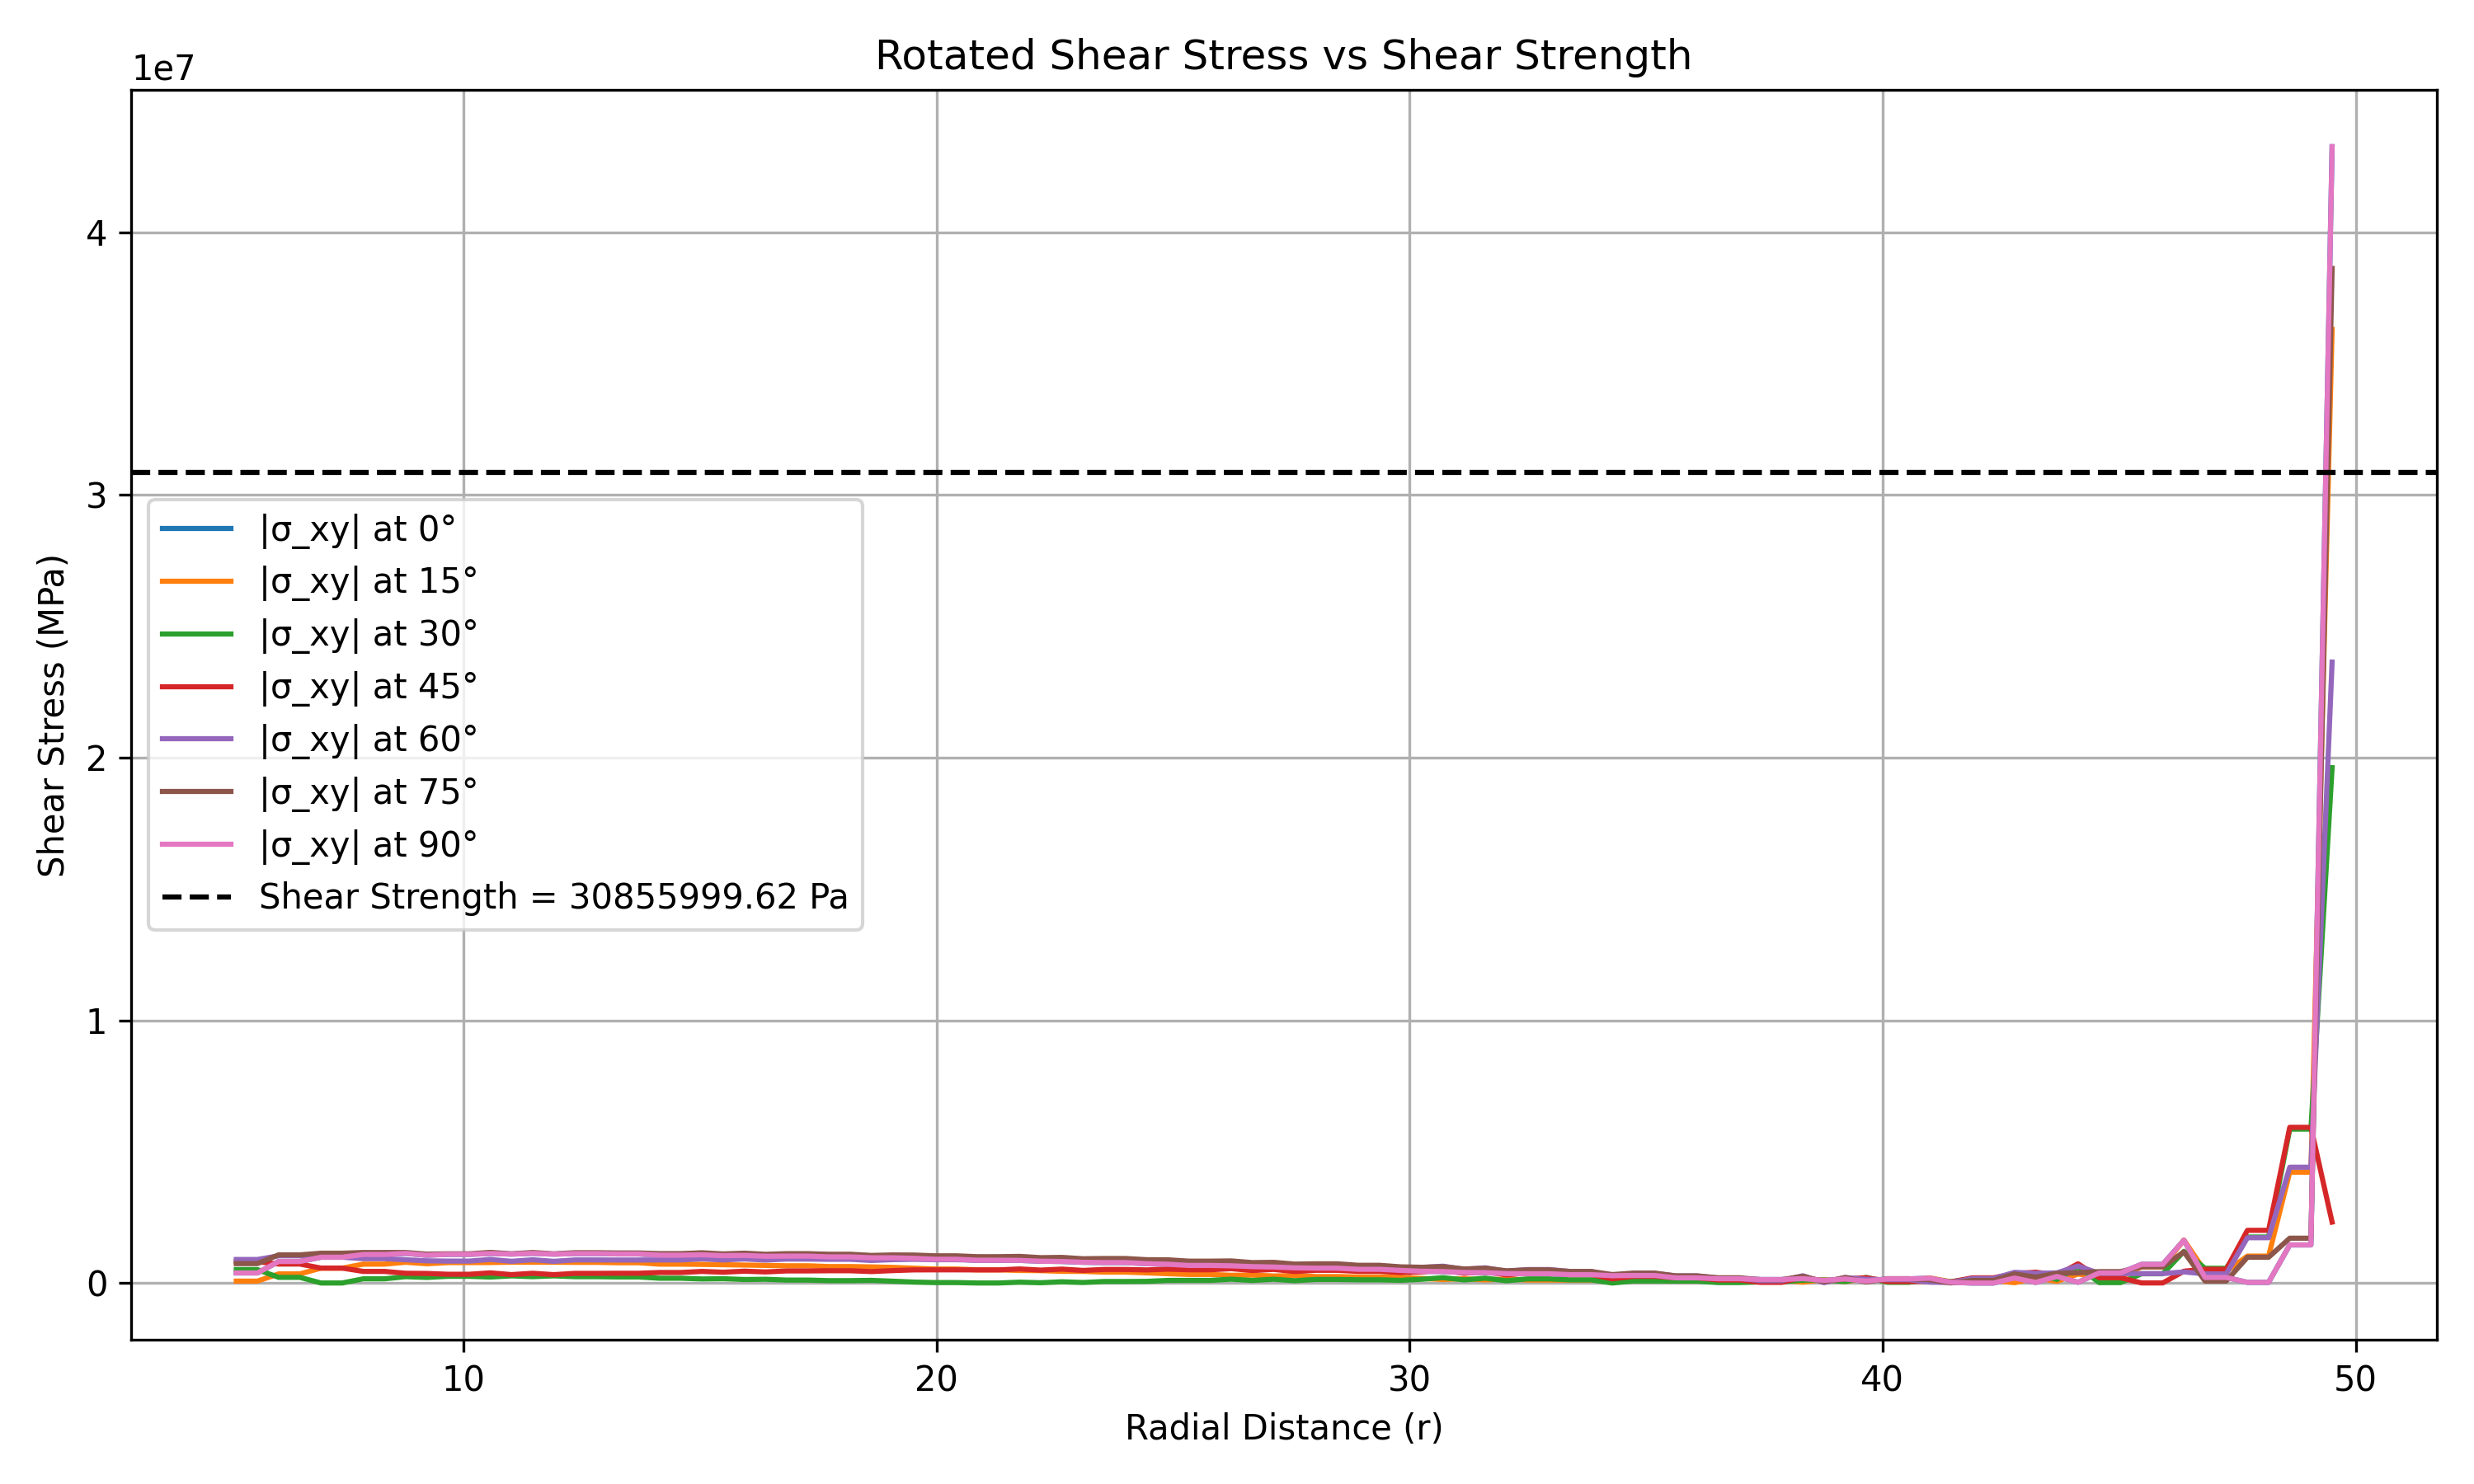 Rotated Shear Stress vs Shear Strength
1e7
4
3
2
1
0
Shear Stress (MPa)
|σ_xy| at 0°
|σ_xy| at 15°
|σ_xy| at 30°
|σ_xy| at 45°
|σ_xy| at 60°
|σ_xy| at 75°
|σ_xy| at 90°
Shear Strength = 30855999.62 Pa
10 20 30 40 50
Radial Distance (r)